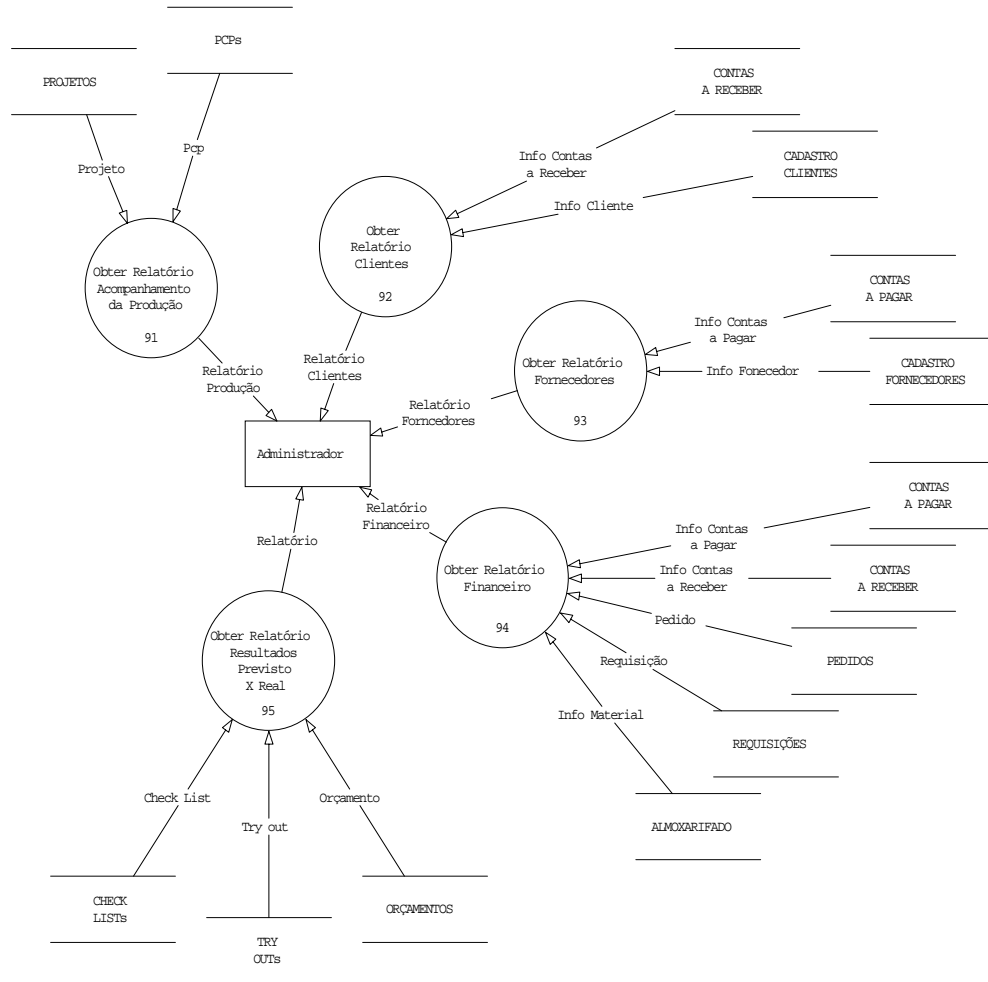 PCPs
PROJETOS
Pcp
Projeto
CONTAS
A RECEBER
Info Contas
a Receber
CADASTRO
CLIENTES
Info Cliente
Obter
Relatório
Clientes
92
Obter Relatório
Acompanhamento
da Produção
91
CONTAS
A PAGAR
Info Contas
a Pagar
Relatório
Clientes
Relatório
Produção
Obter Relatório
Fornecedores
93
Info Fonecedor
CADASTRO
FORNECEDORES
Relatório
Forncedores
Administrador
CONTAS
A PAGAR
Relatório
Financeiro
Info Contas
a Pagar
Relatório
Obter Relatório
Financeiro
94
Info Contas
a Receber
CONTAS
A RECEBER
Pedido
PEDIDOS
Obter Relatório
Resultados
Previsto
X Real
95
Requisição
Info Material
REQUISIÇÕES
Check List
Try out
Orçamento
ALMOXARIFADO
CHECK
LISTs
ORÇAMENTOS
TRY
OUTs